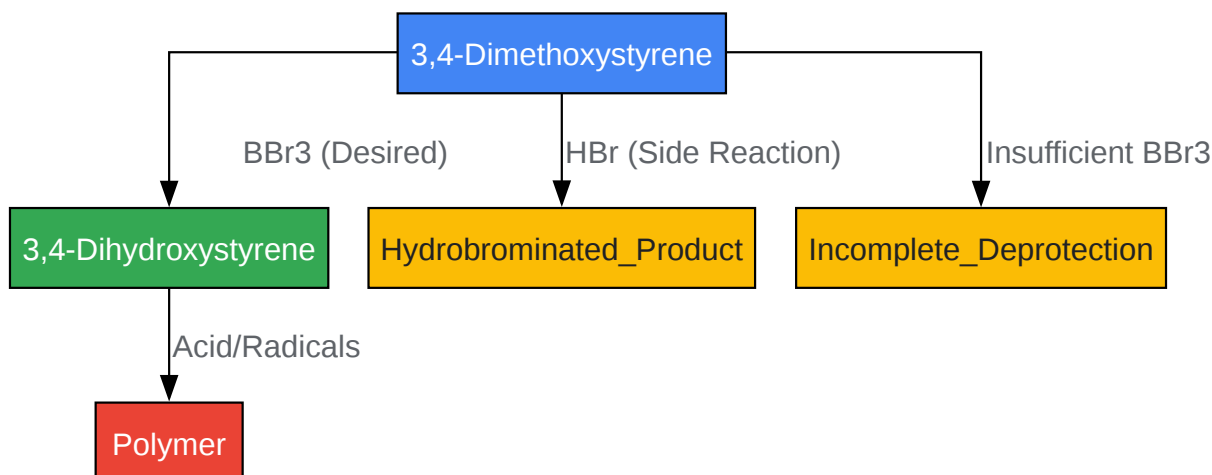 3,4-Dimethoxystyrene
BBr3 (Desired)
HBr (Side Reaction)
Insufficient BBr3
3,4-Dihydroxystyrene
Hydrobrominated_Product
Incomplete_Deprotection
Acid/Radicals
Polymer